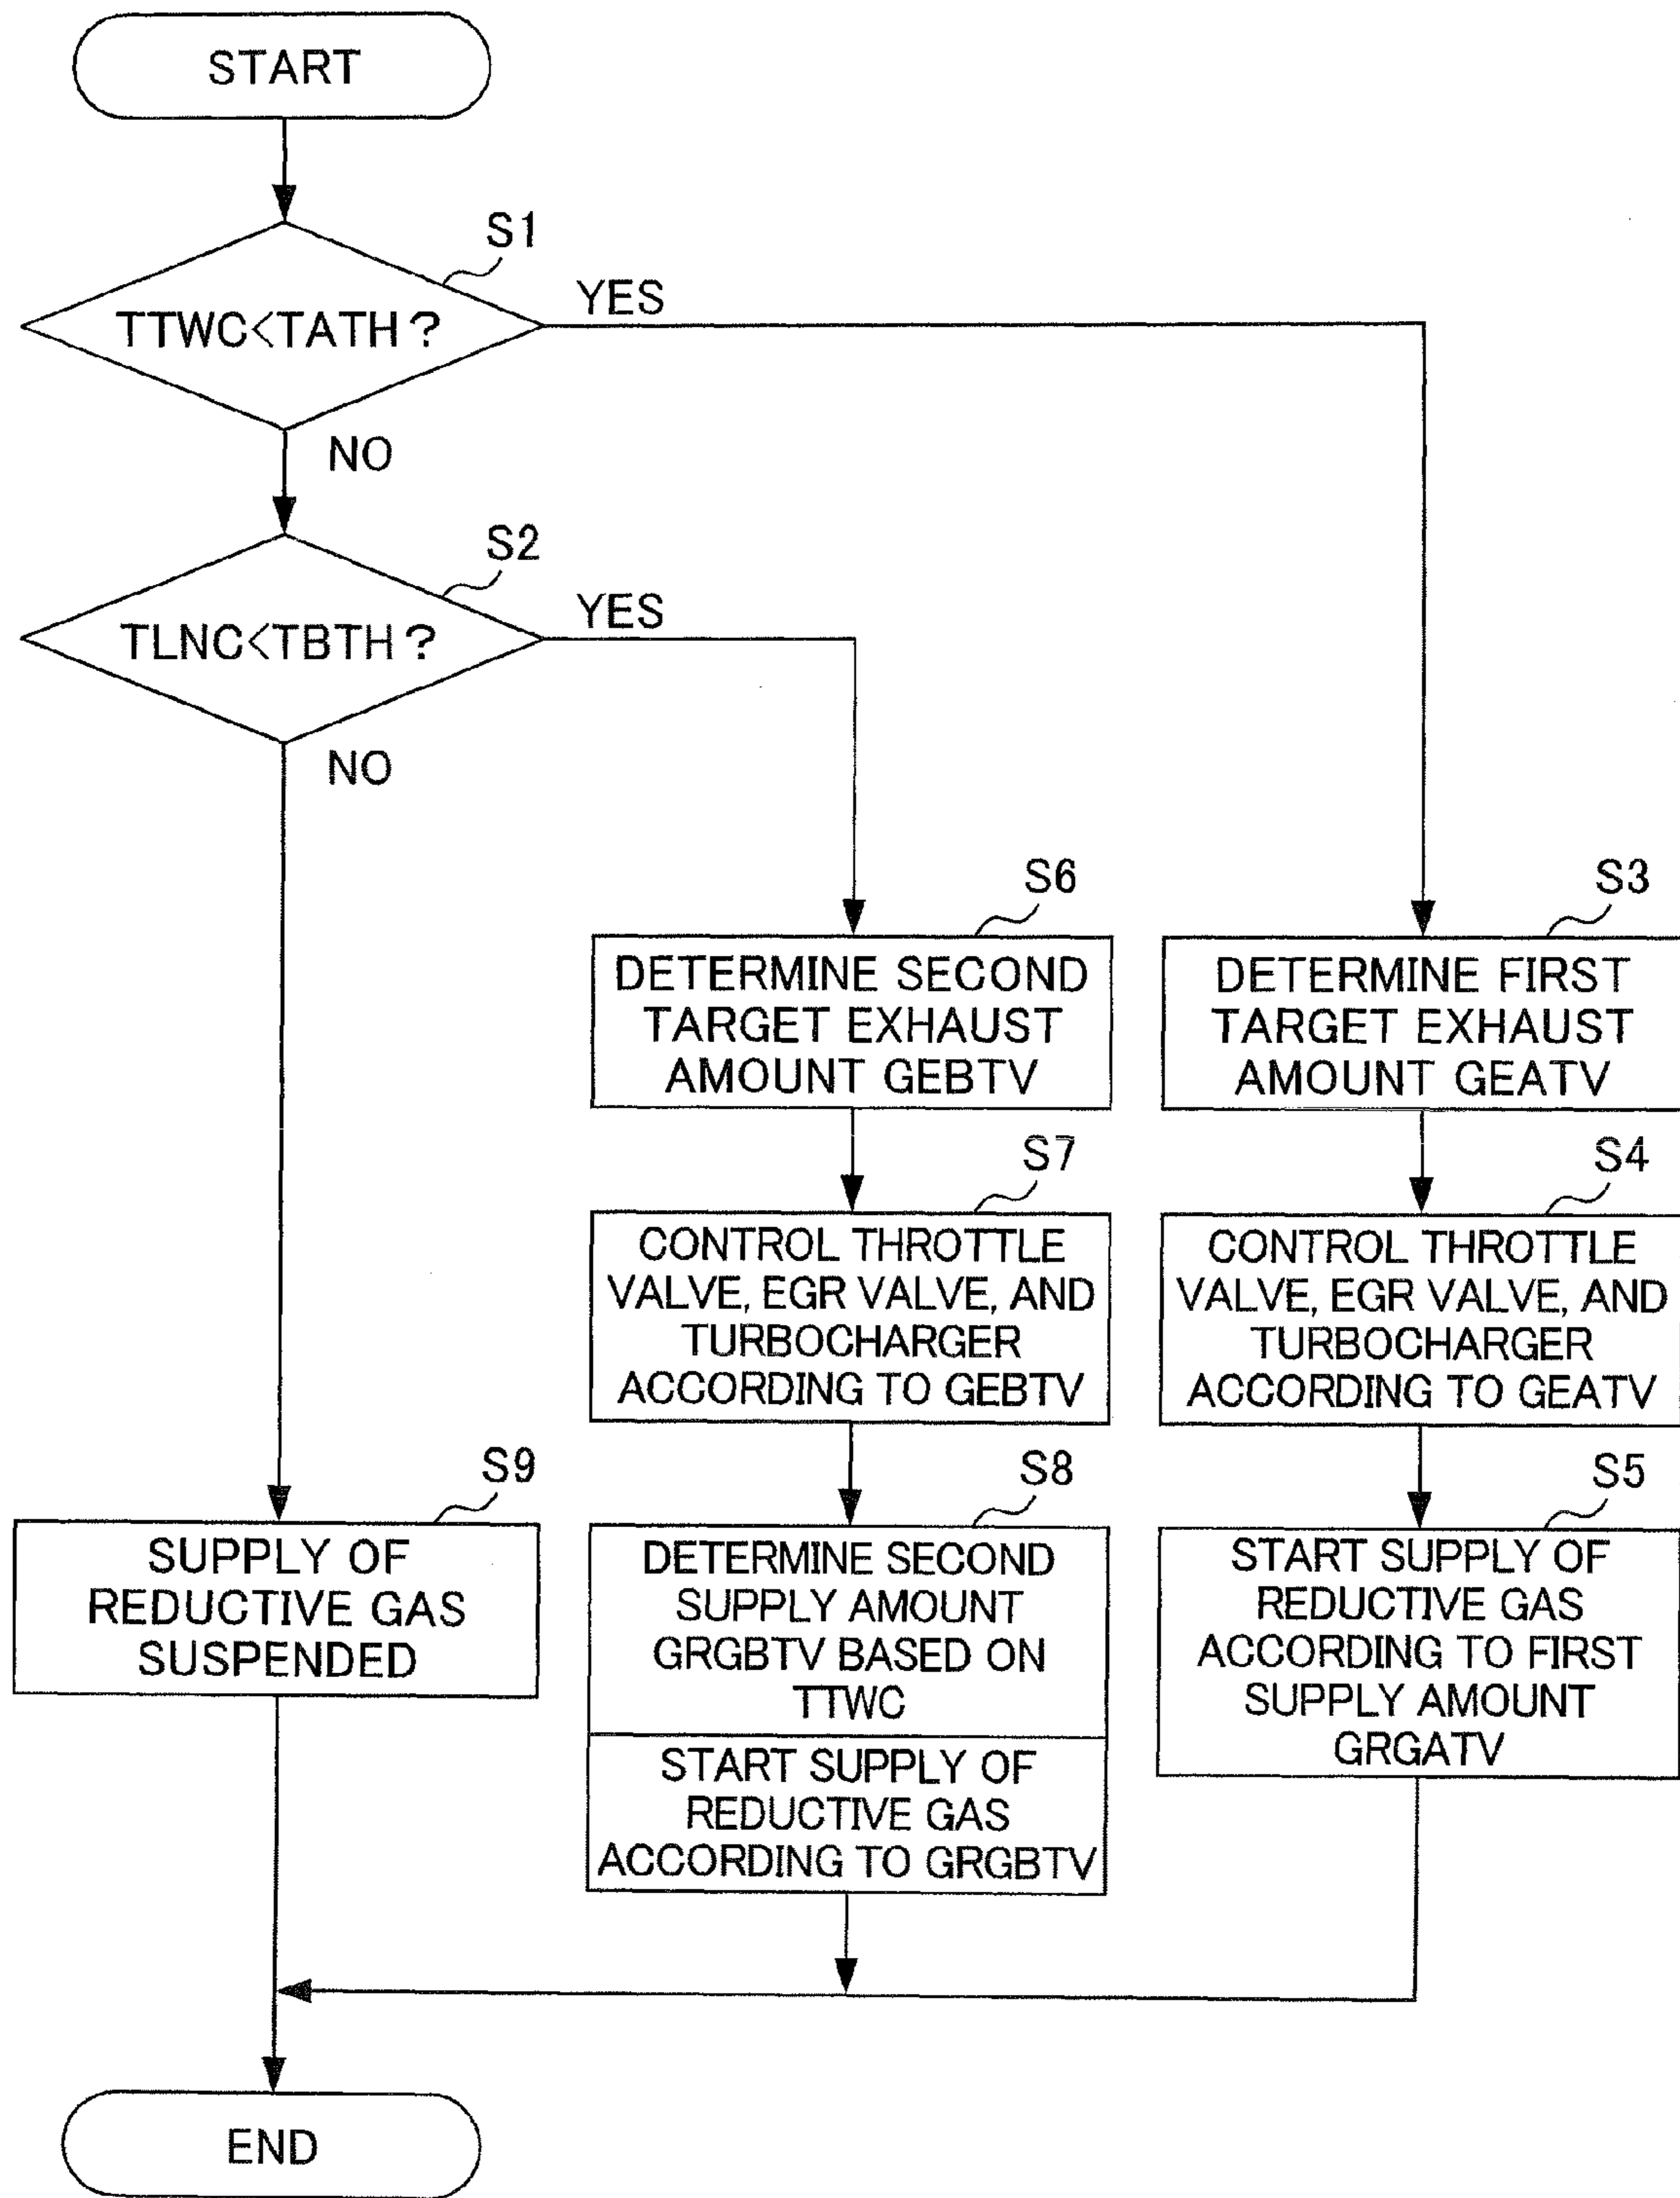 START
S1
TTWC<TATH?
YES
NO
S2
TLNC<TBTH?
YES
NO
S6
DETERMINE SECOND
TARGET EXHAUST
AMOUNT GEBTV
S3
DETERMINE FIRST
TARGET EXHAUST
AMOUNT GEATV
S7
CONTROL THROTTLE
VALVE, EGR VALVE, AND
TURBOCHARGER
ACCORDING TO GEBTV
S4
CONTROL THROTTLE
VALVE, EGR VALVE, AND
TURBOCHARGER
ACCORDING TO GEATV
S9
SUPPLY OF
REDUCTIVE GAS
SUSPENDED
S8
DETERMINE SECOND
SUPPLY AMOUNT
GRGBTV BASED ON
TTWC
START SUPPLY OF
REDUCTIVE GAS
ACCORDING TO GRGBTV
S5
START SUPPLY OF
REDUCTIVE GAS
ACCORDING TO FIRST
SUPPLY AMOUNT
GRGATV
END